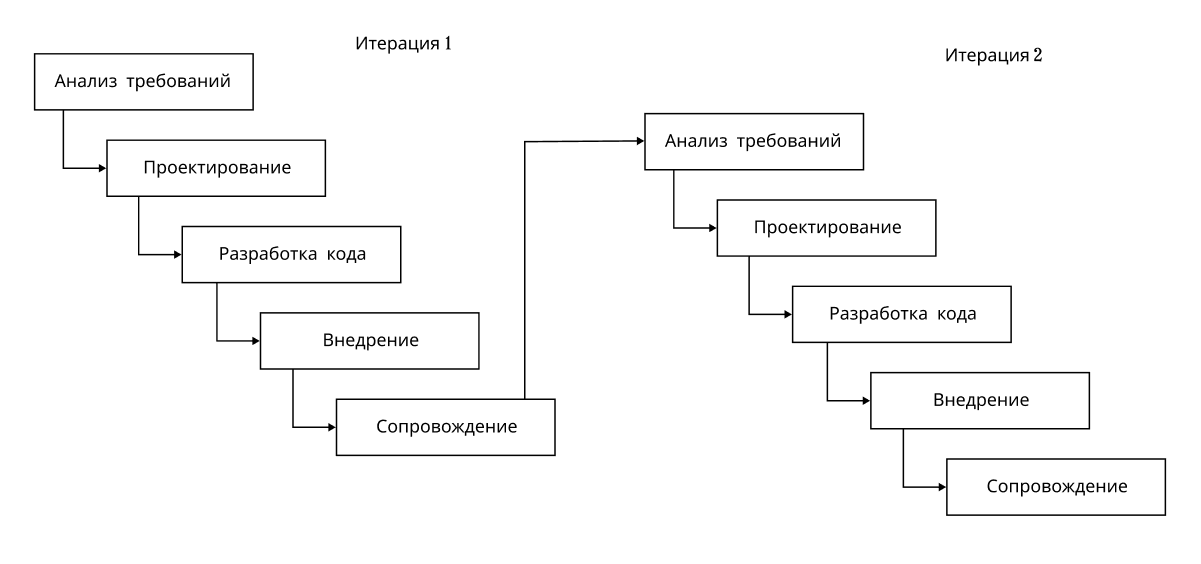 Итерация 1
Анализ требований
Проектирование
Разработка кода
Внедрение
Сопровождение
Итерация 2
Анализ требований
Проектирование
Разработка кода
Внедрение
Сопровождение